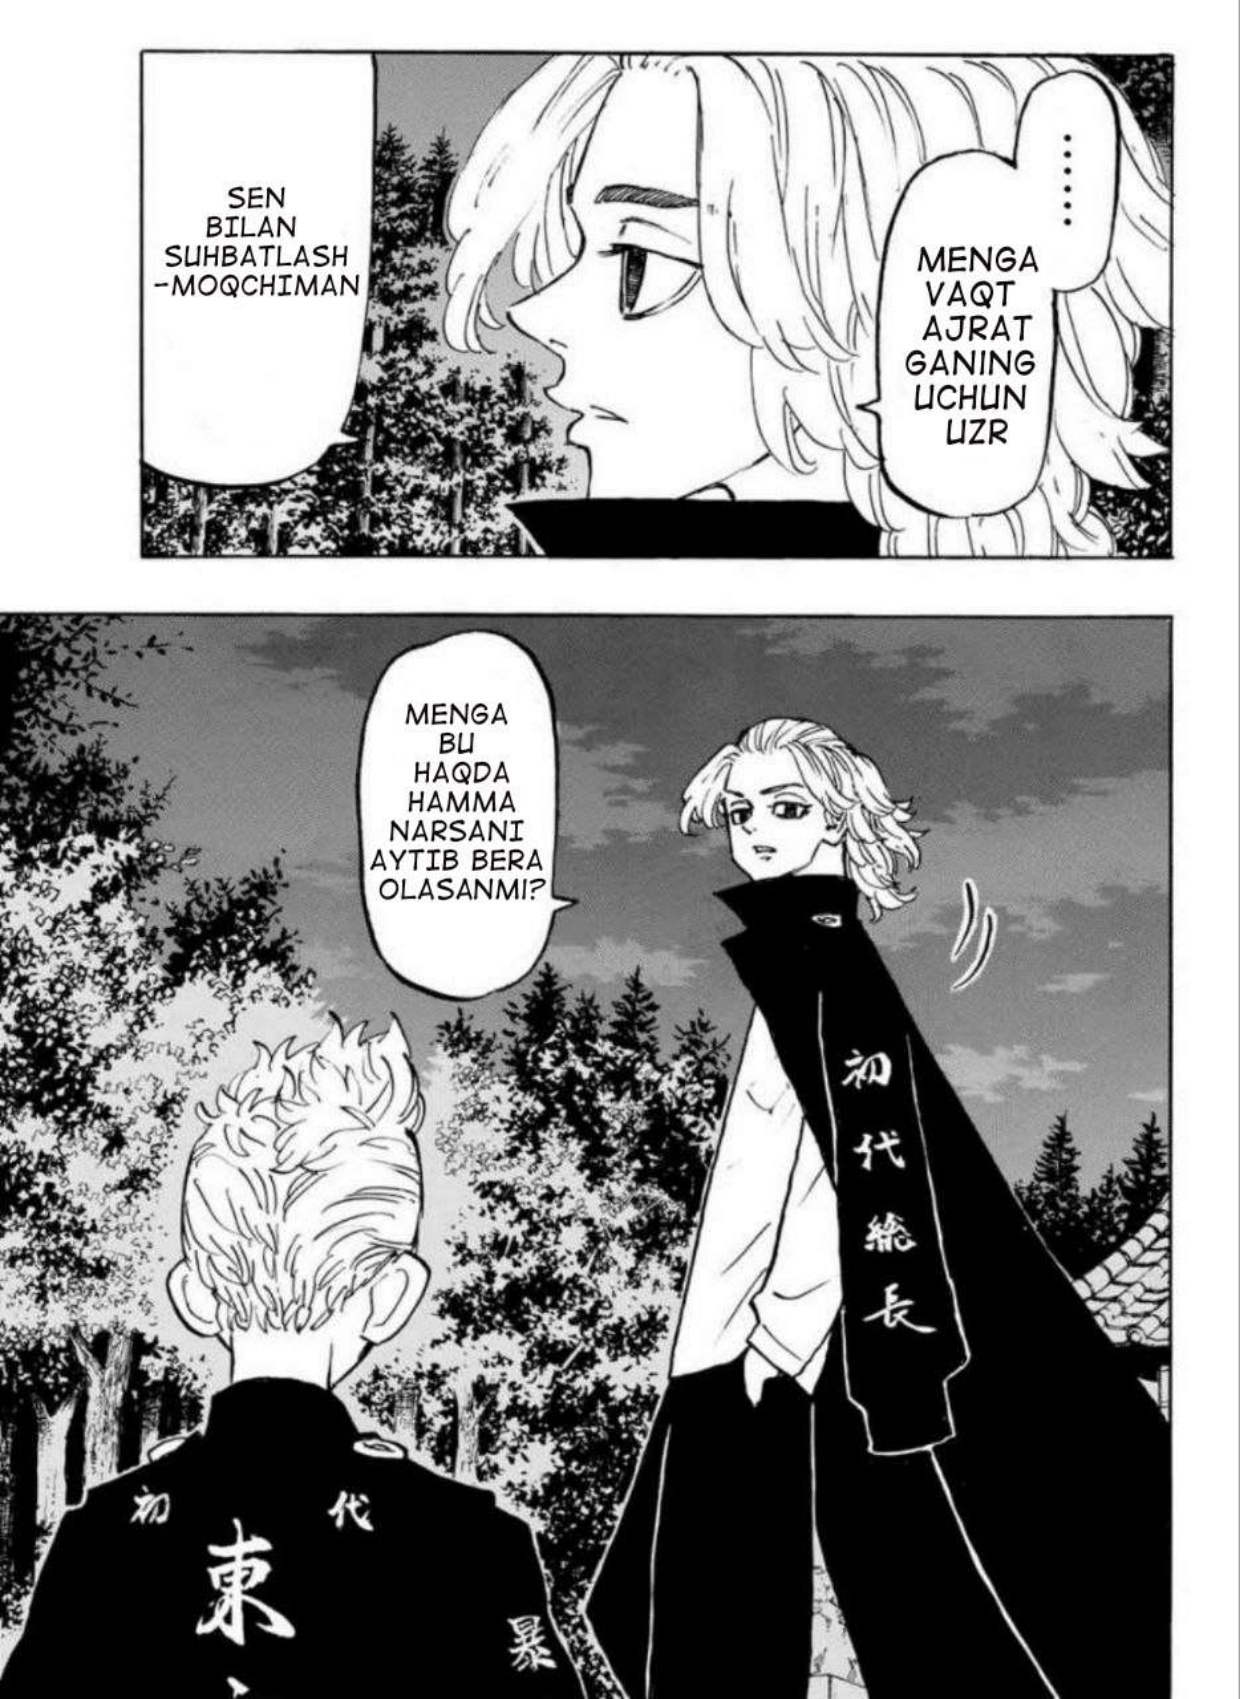 ......
MENGA
VAQT
AJRAT
GANING
UCHUN
UZR
SEN
BILAN
SUHBATLASH
-MOQCHIMAN
MENGA
BU
HAQDA
HAMMA
NARSANI
AYTIB BERA
OLASANMI?
初代総長
初代
東
暴